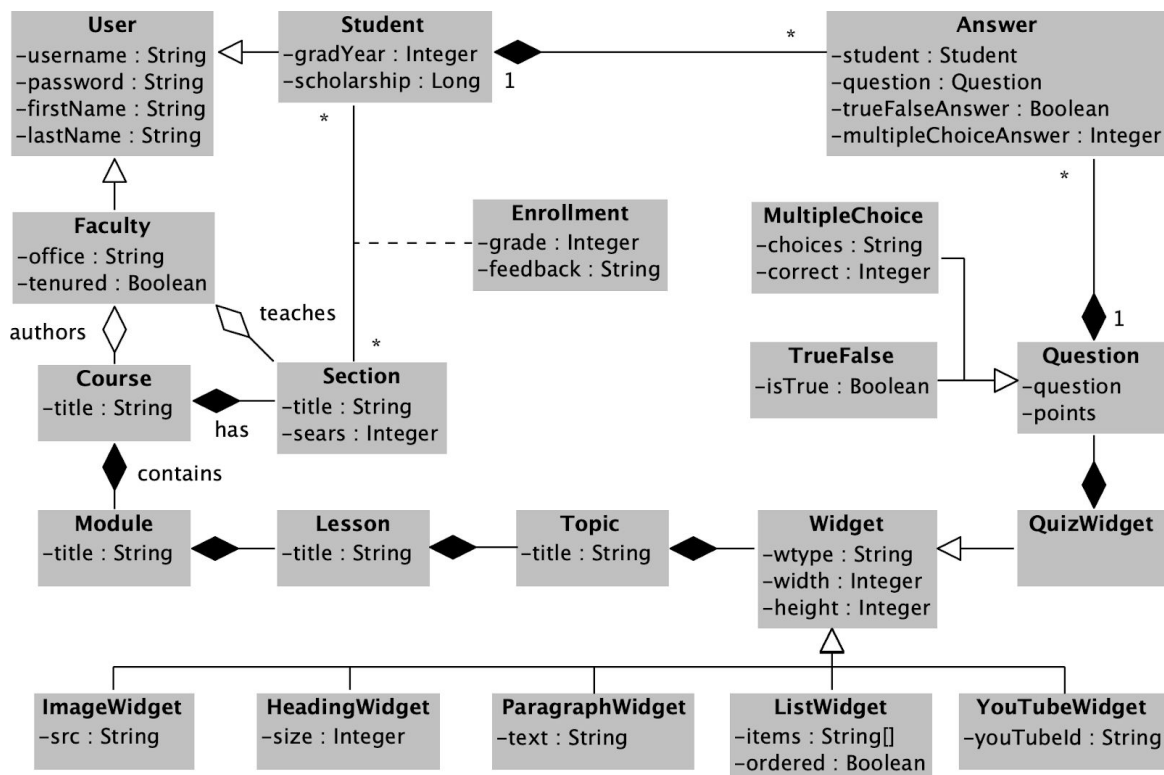 User
-username : String
-password : String
-firstName : String
-lastName : String
Student
-gradYear : Integer
-scholarship : Long
1
*
*
Answer
-student : Student
-question : Question
-trueFalseAnswer : Boolean
-multipleChoiceAnswer : Integer
*
Faculty
-office : String
-tenured : Boolean
Enrollment
-grade : Integer
-feedback : String
MultipleChoice
-choices : String
-correct : Integer
authors
teaches
*
1
Course
-title : String
has
Section
-title : String
-sears : Integer
TrueFalse
-isTrue : Boolean
Question
-question
-points
contains
Module
-title : String
Lesson
-title : String
Topic
-title : String
Widget
-wtype : String
-width : Integer
-height : Integer
QuizWidget
ImageWidget
-src : String
HeadingWidget
-size : Integer
ParagraphWidget
-text : String
ListWidget
-items : String[]
-ordered : Boolean
YouTubeWidget
-youTubeId : String